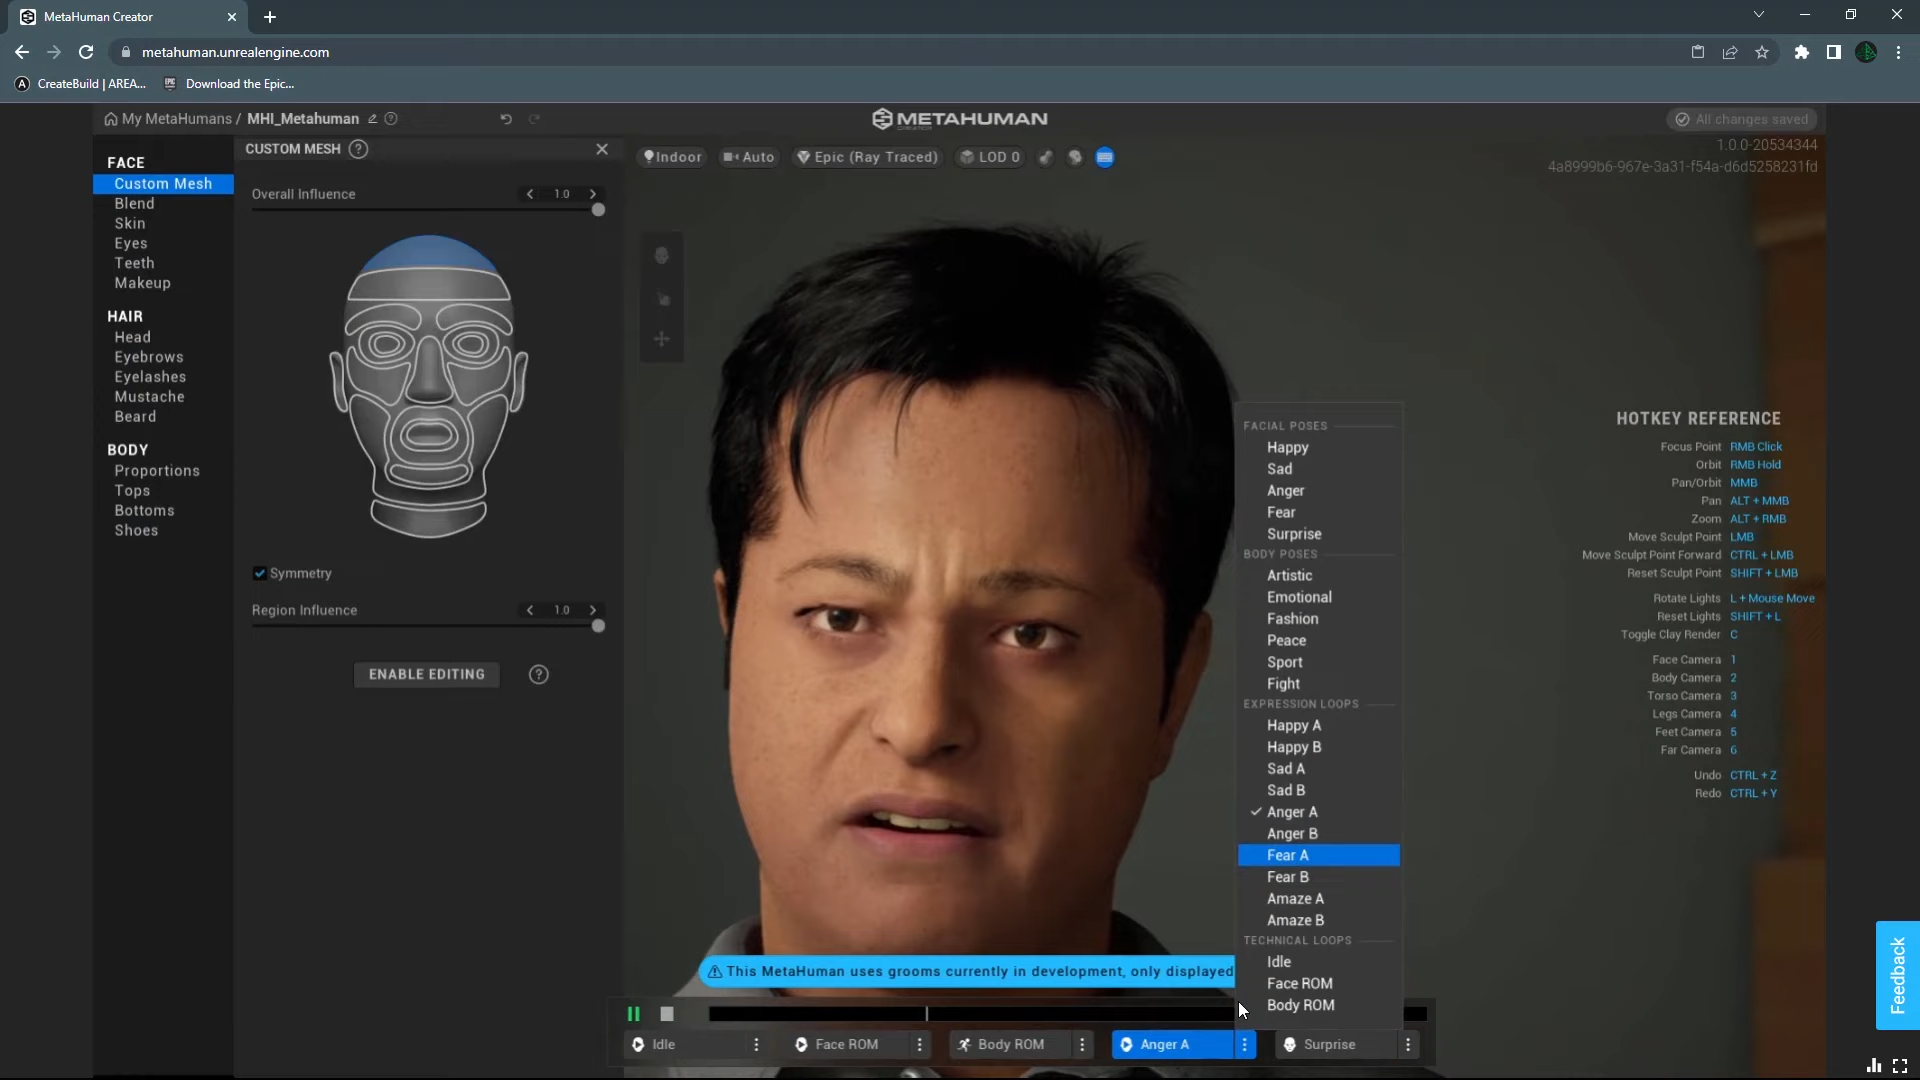 MetaHuman Creator
metahuman.unrealengine.com
CreateBuild | AREA...
Download the Epic...
My MetaHumans / MHI_Metahuman
METAHUMAN
CREATOR
All changes saved
1.0.0-20534344
4a8999b6-967e-3a31-f54a-d6d5258231fd
FACE
Custom Mesh
Blend
Skin
Eyes
Teeth
Makeup
HAIR
Head
Eyebrows
Eyelashes
Mustache
Beard
BODY
Proportions
Tops
Bottoms
Shoes
CUSTOM MESH
Overall Influence 1.0
Symmetry
Region Influence 1.0
ENABLE EDITING
Indoor
Auto
Epic (Ray Traced)
LOD 0
FACIAL POSES
Happy
Sad
Anger
Fear
Surprise
BODY POSES
Artistic
Emotional
Fashion
Peace
Sport
Fight
EXPRESSION LOOPS
Happy A
Happy B
Sad A
Sad B
Anger A
Anger B
Fear A
Fear B
Amaze A
Amaze B
TECHNICAL LOOPS
Idle
Face ROM
Body ROM
HOTKEY REFERENCE
Focus Point RMB Click
Orbit RMB Hold
Pan/Orbit MMB
Pan ALT + MMB
Zoom ALT + RMB
Move Sculpt Point LMB
Move Sculpt Point Forward CTRL + LMB
Reset Sculpt Point SHIFT + LMB
Rotate Lights L + Mouse Move
Reset Lights SHIFT + L
Toggle Clay Render C
Face Camera 1
Body Camera 2
Torso Camera 3
Legs Camera 4
Feet Camera 5
Far Camera 6
Undo CTRL + Z
Redo CTRL + Y
This MetaHuman uses grooms currently in development, only displayed
Idle
Face ROM
Body ROM
Anger A
Surprise
Feedback